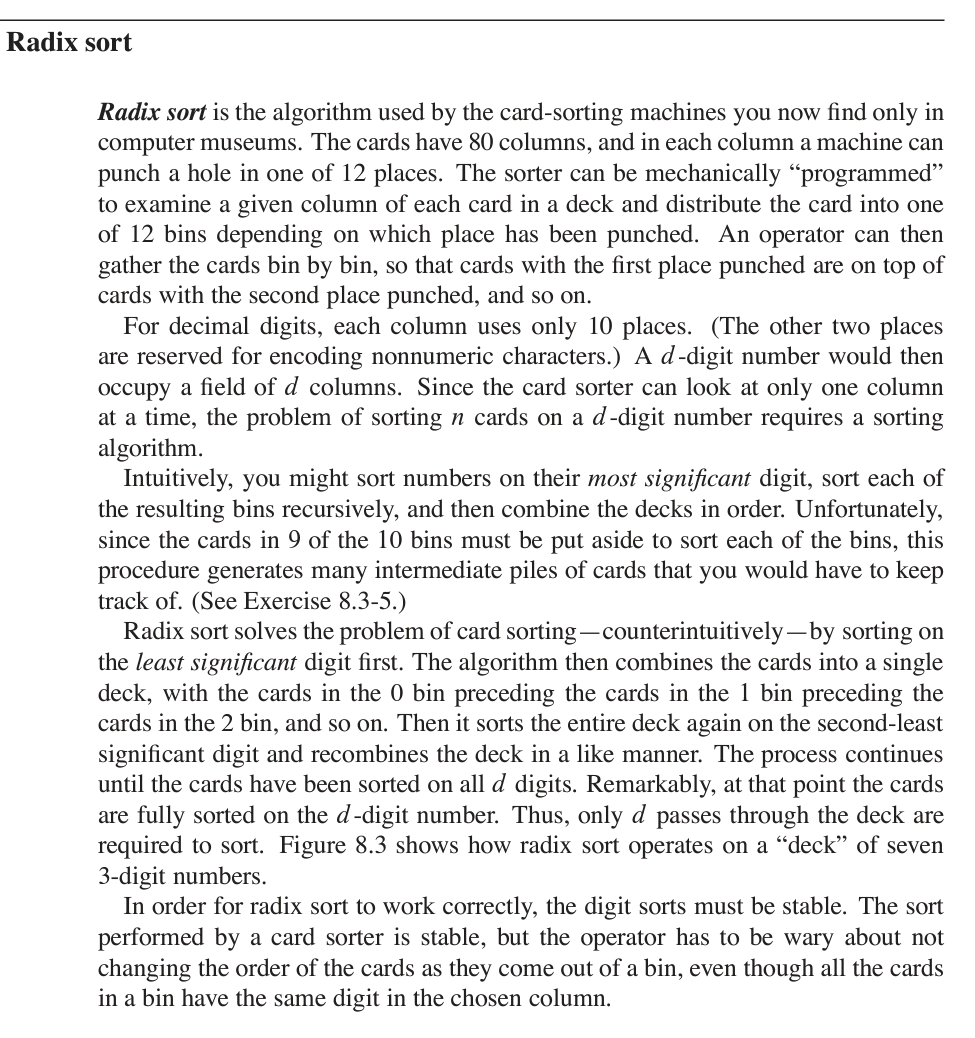 Radix sort
Radix sort is the algorithm used by the card-sorting machines you now find only in
computer museums. The cards have 80 columns, and in each column a machine can
punch a hole in one of 12 places. The sorter can be mechanically “programmed”
to examine a given column of each card in a deck and distribute the card into one
of 12 bins depending on which place has been punched. An operator can then
gather the cards bin by bin, so that cards with the first place punched are on top of
cards with the second place punched, and so on.
For decimal digits, each column uses only 10 places. (The other two places
are reserved for encoding nonnumeric characters.) A d-digit number would then
occupy a field of d columns. Since the card sorter can look at only one column
at a time, the problem of sorting n cards on a d-digit number requires a sorting
algorithm.
Intuitively, you might sort numbers on their most significant digit, sort each of
the resulting bins recursively, and then combine the decks in order. Unfortunately,
since the cards in 9 of the 10 bins must be put aside to sort each of the bins, this
procedure generates many intermediate piles of cards that you would have to keep
track of. (See Exercise 8.3-5.)
Radix sort solves the problem of card sorting—counterintuitively—by sorting on
the least significant digit first. The algorithm then combines the cards into a single
deck, with the cards in the 0 bin preceding the cards in the 1 bin preceding the
cards in the 2 bin, and so on. Then it sorts the entire deck again on the second-least
significant digit and recombines the deck in a like manner. The process continues
until the cards have been sorted on all d digits. Remarkably, at that point the cards
are fully sorted on the d-digit number. Thus, only d passes through the deck are
required to sort. Figure 8.3 shows how radix sort operates on a “deck” of seven
3-digit numbers.
In order for radix sort to work correctly, the digit sorts must be stable. The sort
performed by a card sorter is stable, but the operator has to be wary about not
changing the order of the cards as they come out of a bin, even though all the cards
in a bin have the same digit in the chosen column.